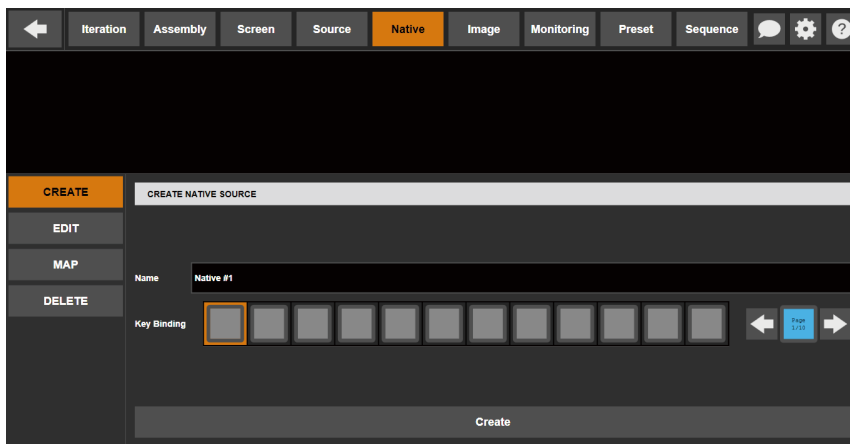 Iteration Assembly Screen Source Native Image Monitoring Preset Sequence ?
CREATE
CREATE NATIVE SOURCE
EDIT
MAP
Name Native #1
DELETE
Key Binding
Page
1/10
Create